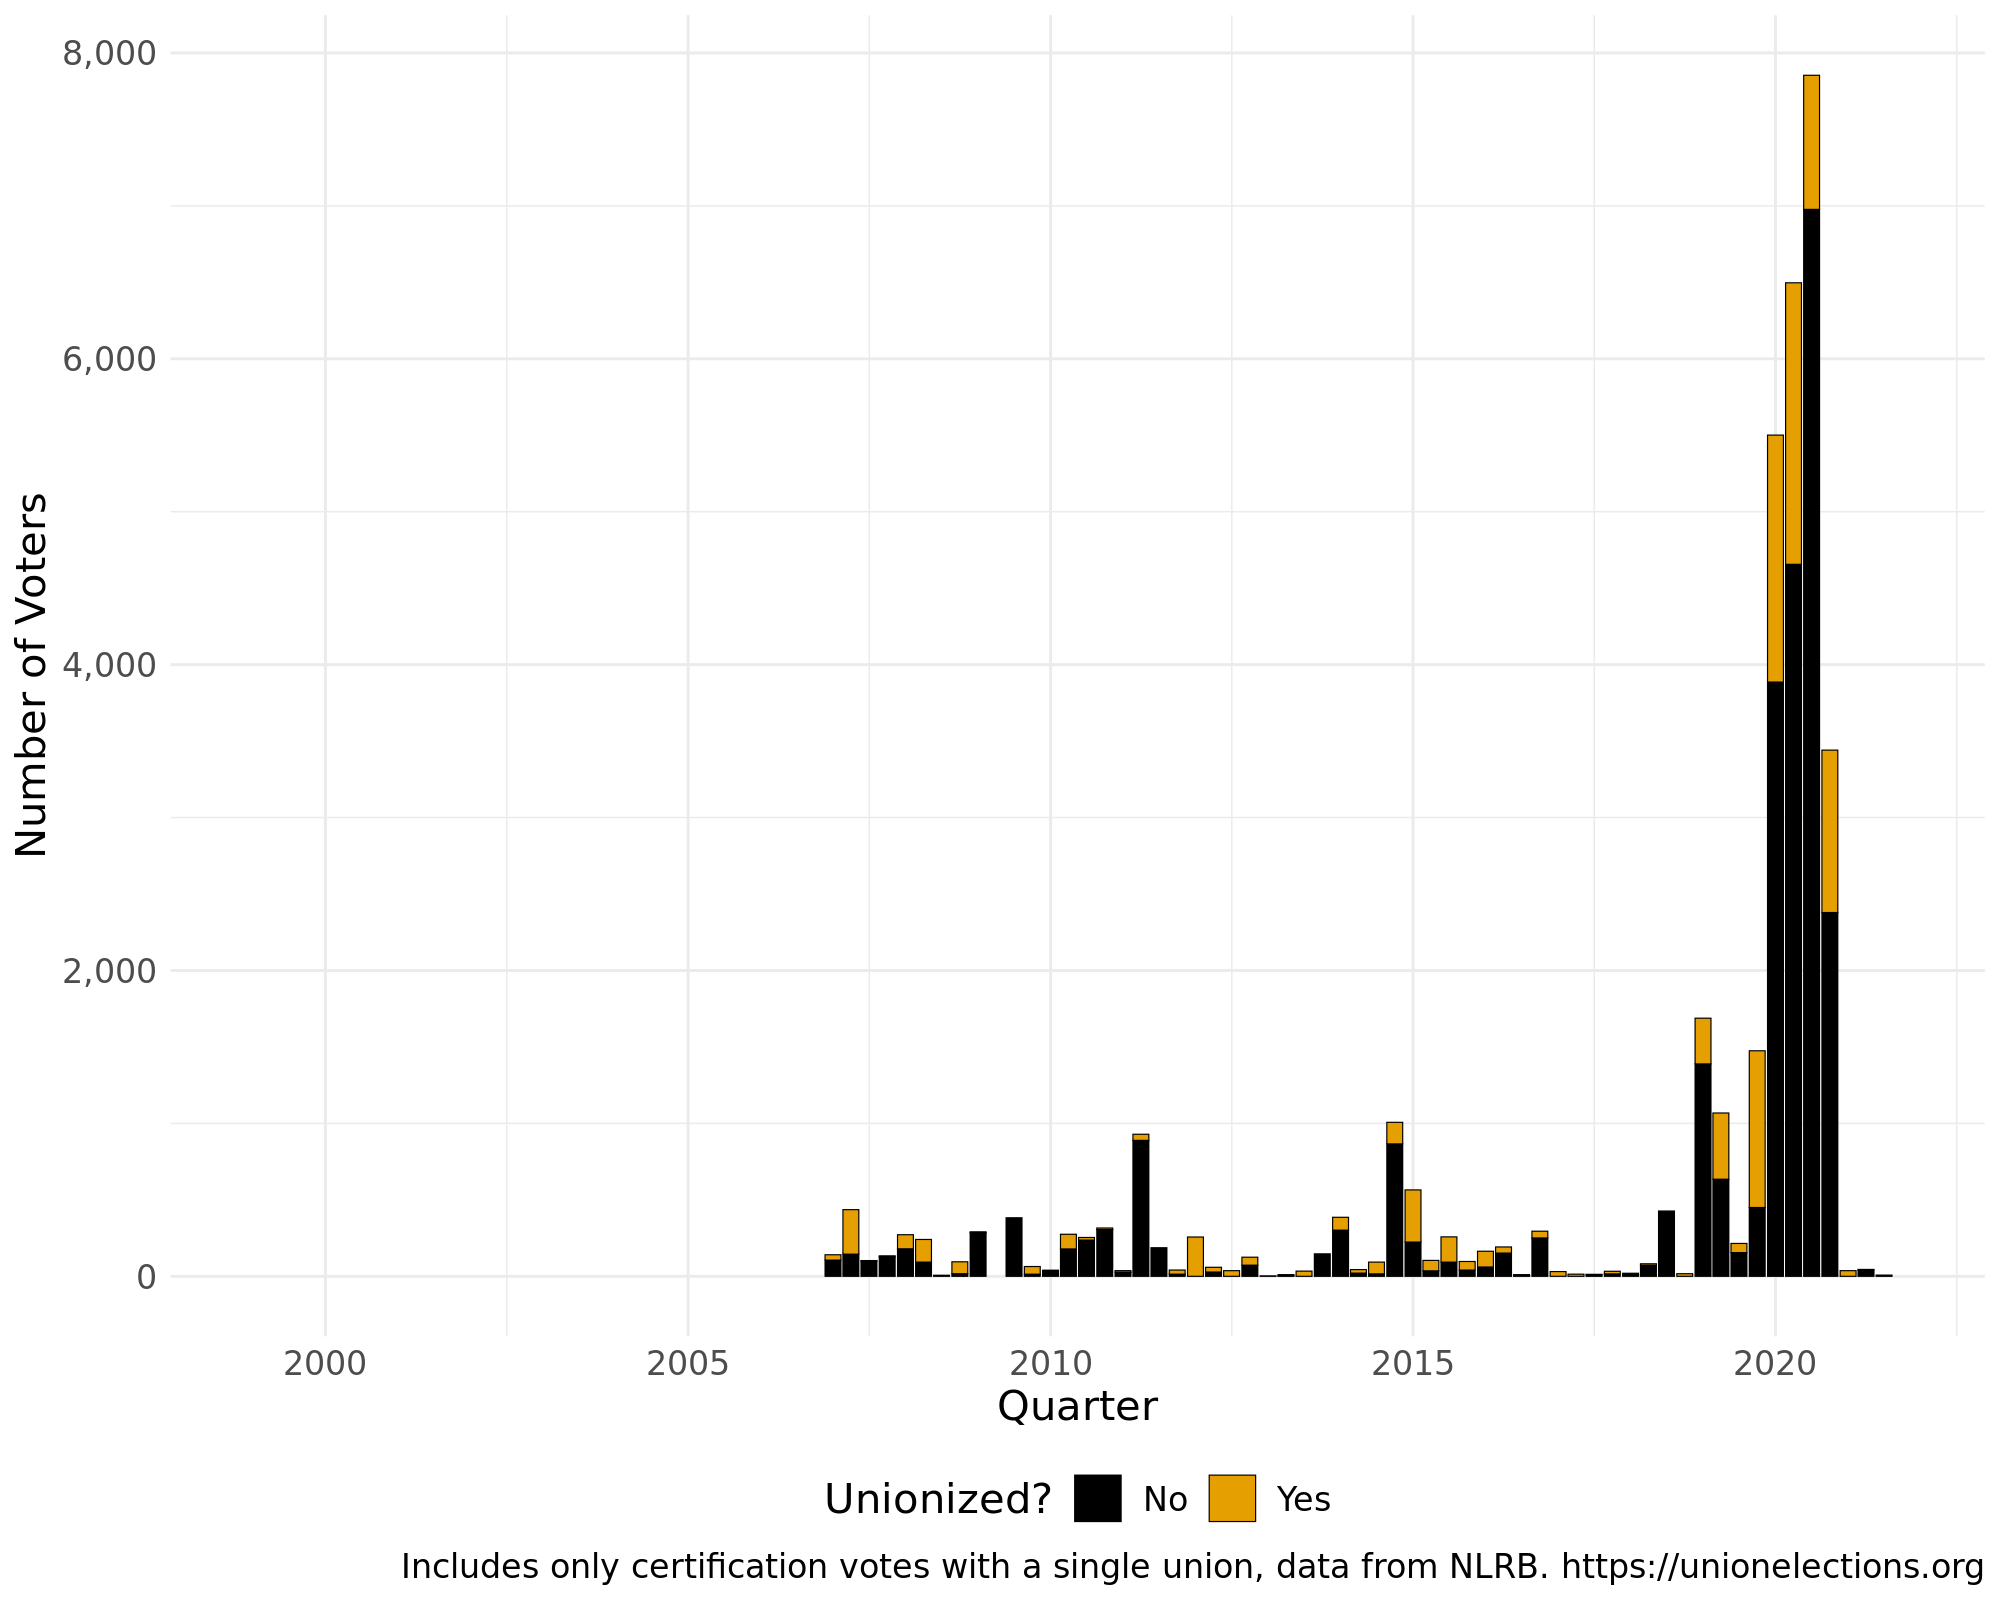 8,000
6,000
4,000
2,000
0
Number of Voters
2000 2005 2010 2015 2020
Quarter
Unionized? No Yes
Includes only certification votes with a single union, data from NLRB. https://unionelections.org